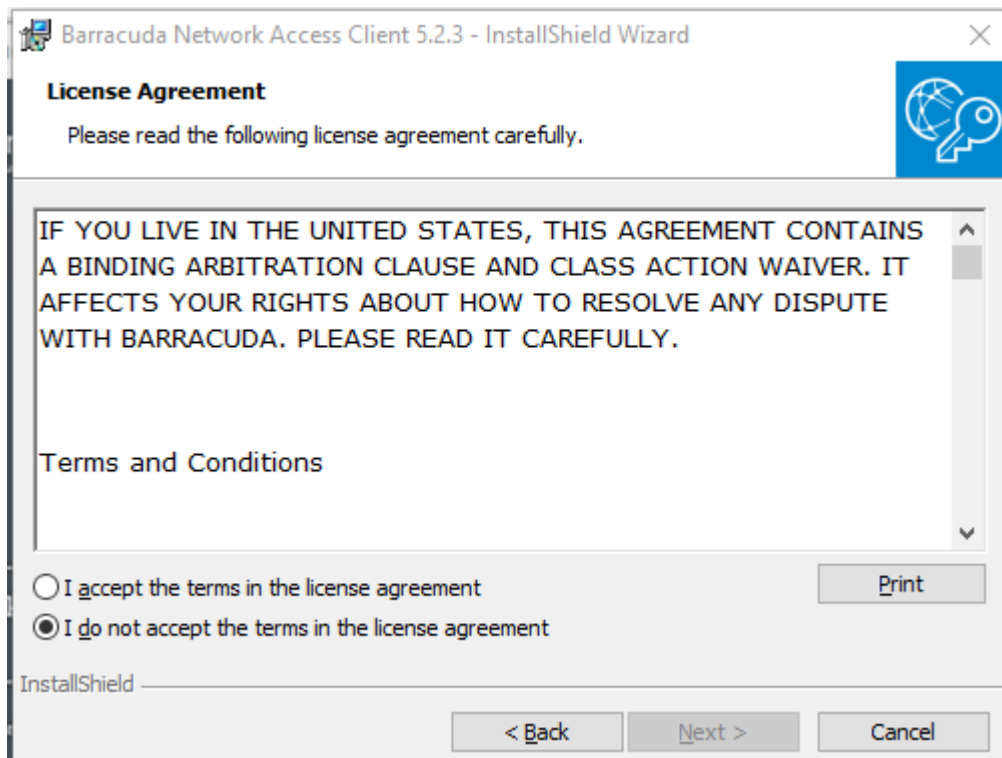 Barracuda Network Access Client 5.2.3 - InstallShield Wizard
License Agreement
Please read the following license agreement carefully.
IF YOU LIVE IN THE UNITED STATES, THIS AGREEMENT CONTAINS
A BINDING ARBITRATION CLAUSE AND CLASS ACTION WAIVER. IT
AFFECTS YOUR RIGHTS ABOUT HOW TO RESOLVE ANY DISPUTE
WITH BARRACUDA. PLEASE READ IT CAREFULLY.
Terms and Conditions
I accept the terms in the license agreement
Print
I do not accept the terms in the license agreement
InstallShield
< Back
Next >
Cancel